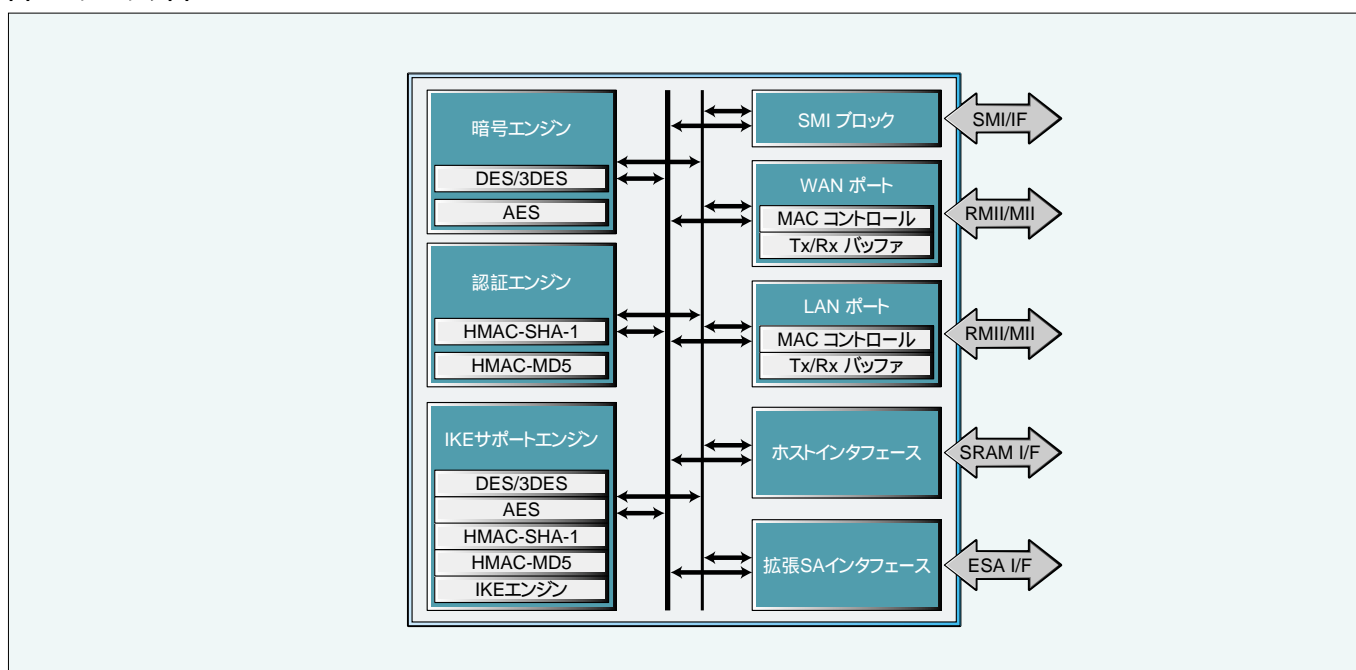 暗号エンジン
DES/3DES
AES
認証エンジン
HMAC-SHA-1
HMAC-MD5
IKEサポートエンジン
DES/3DES
AES
HMAC-SHA-1
HMAC-MD5
IKEエンジン
SMI ブロック
SMI/IF
WAN ポート
MAC コントロール
Tx/Rx バッファ
RMII/MII
LAN ポート
MAC コントロール
Tx/Rx バッファ
RMII/MII
ホストインタフェース
SRAM I/F
拡張SAインタフェース
ESA I/F